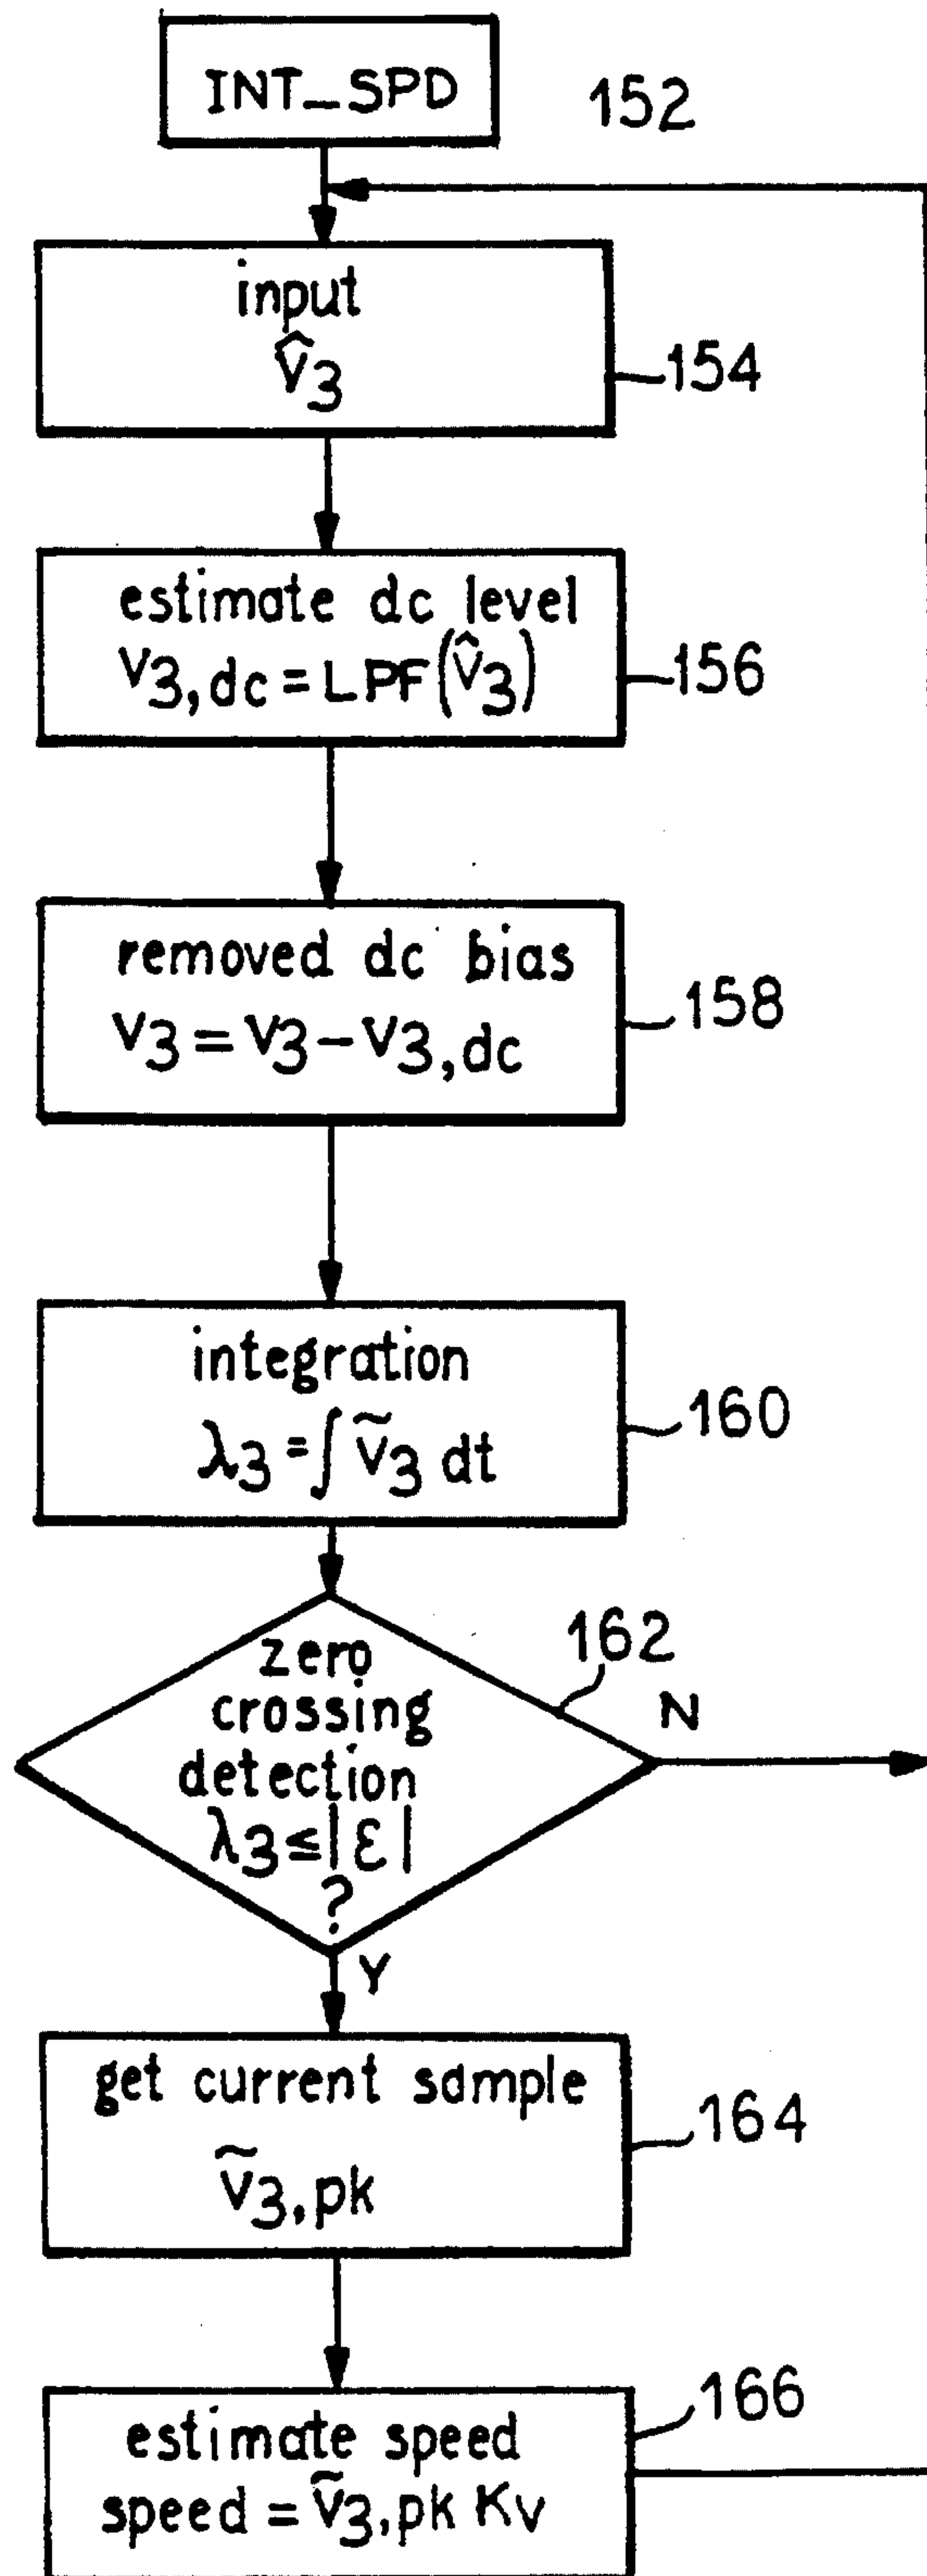 INT_SPD
152
input
v̂3
154
estimate dc level
v3,dc = LPF(v̂3)
156
removed dc bias
v3 = v3 − v3,dc
158
integration
λ3 = ∫ ṽ3 dt
160
zero
crossing
detection
λ3 ≤ |ε|
?
162
N
Y
get current sample
ṽ3,pk
164
estimate speed
speed = ṽ3,pk Kv
166